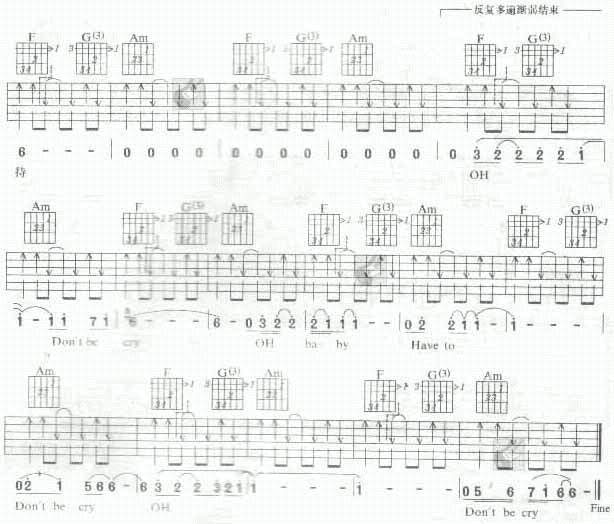 反复多遍渐弱结束
F G(3) Am F G(3) Am F G(3)
6 - - - 0 0 0 0 0 0 0 0 0 0 0 0 0 3 2 2 2 2 1
待 OH
Am F G(3) Am F G(3) Am F G(3)
1 - 1 1 7 1 6 - - - 6 - 0 3 2 2 2 1 1 1 - - 0 2 2 1 1 - 1 - - -
Don't be cry OH ba by Have to
Am F G(3) Am F G(3) Am
0 2 1 5 6 6 - 6 3 2 2 3 2 1 1 - - - 1 - - - 0 5 6 7 1 6 6 -
Don't be cry OH Don't be cry Fine